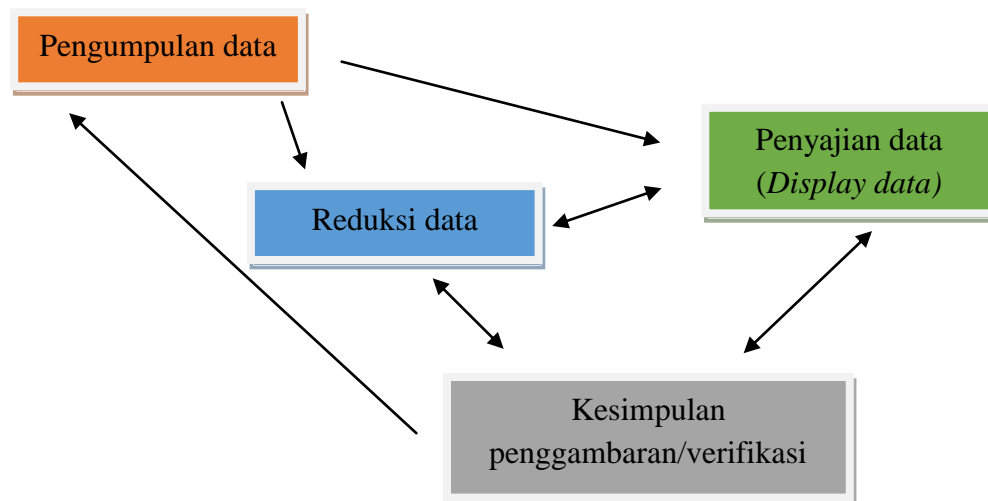 Pengumpulan data
Penyajian data
(Display data)
Reduksi data
Kesimpulan
penggambaran/verifikasi